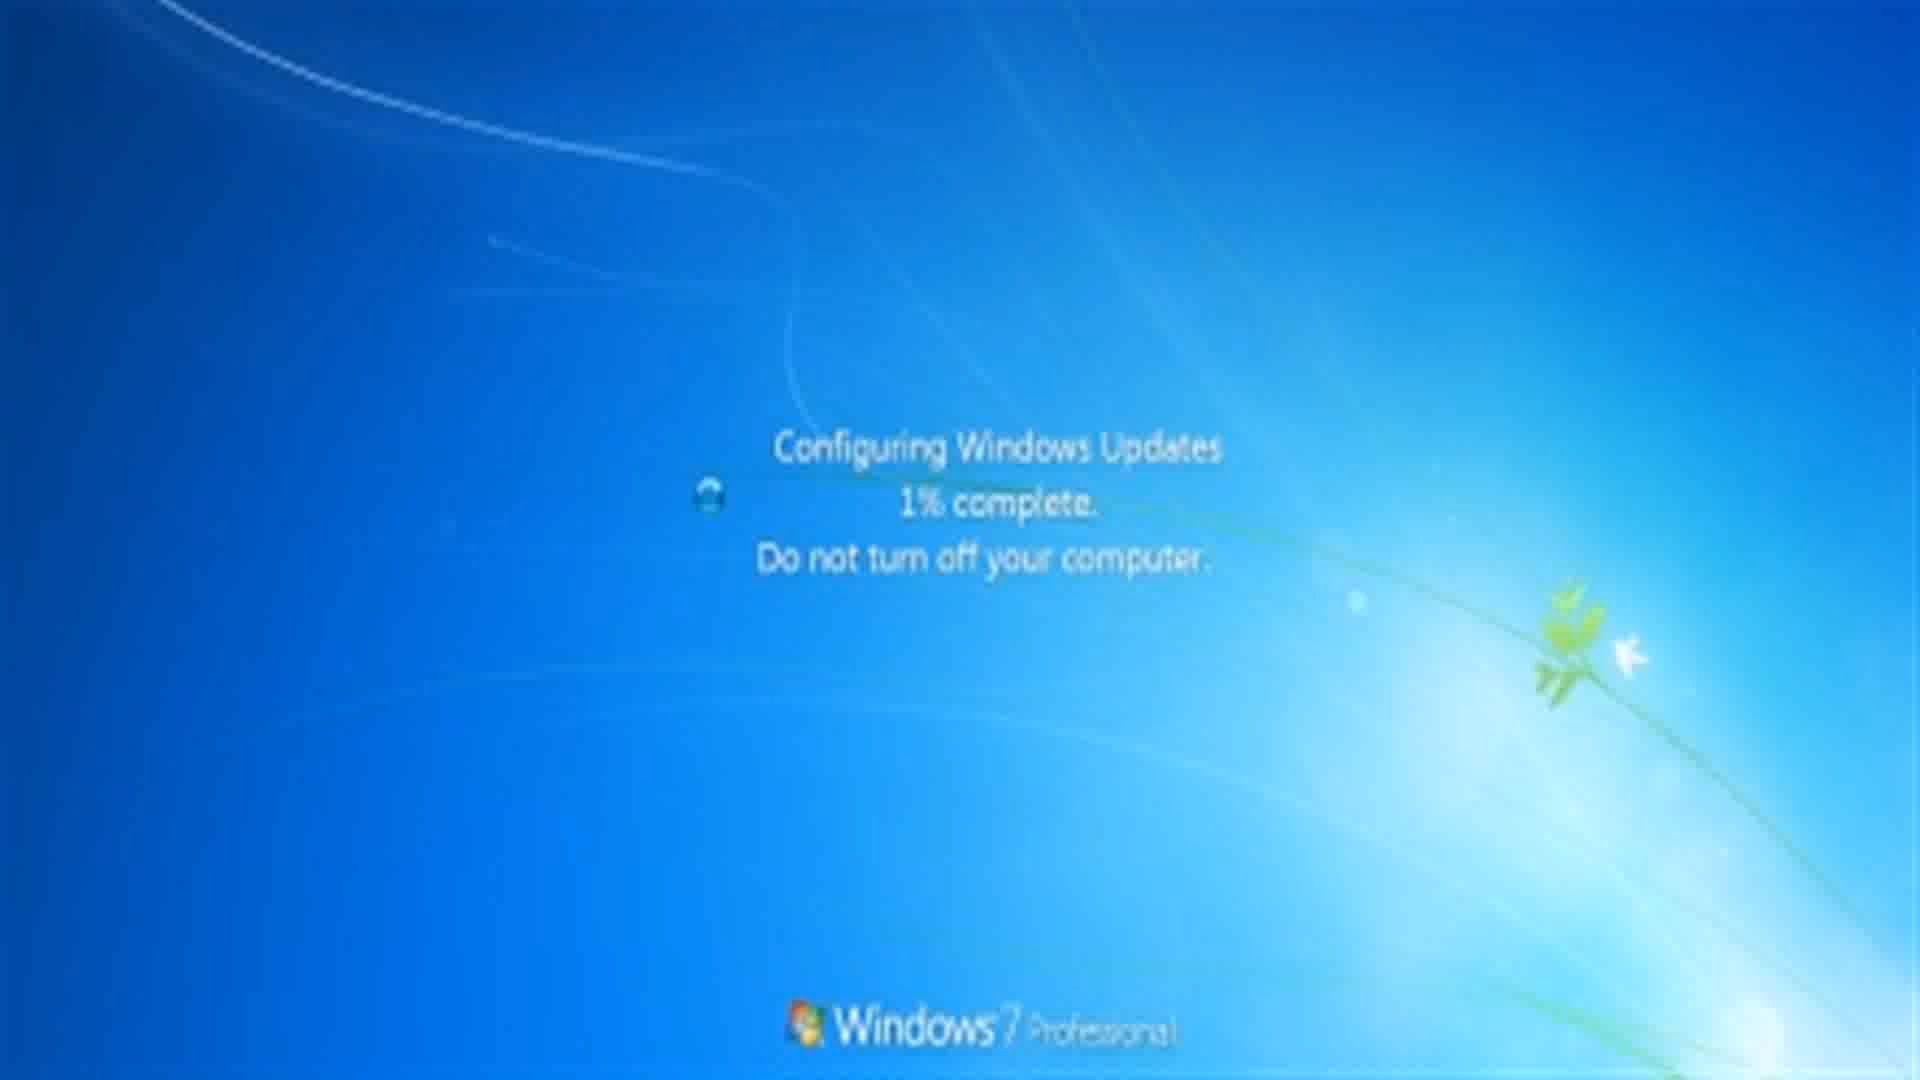 Configuring Windows Updates
1% complete.
Do not turn off your computer.
Windows 7 Professional